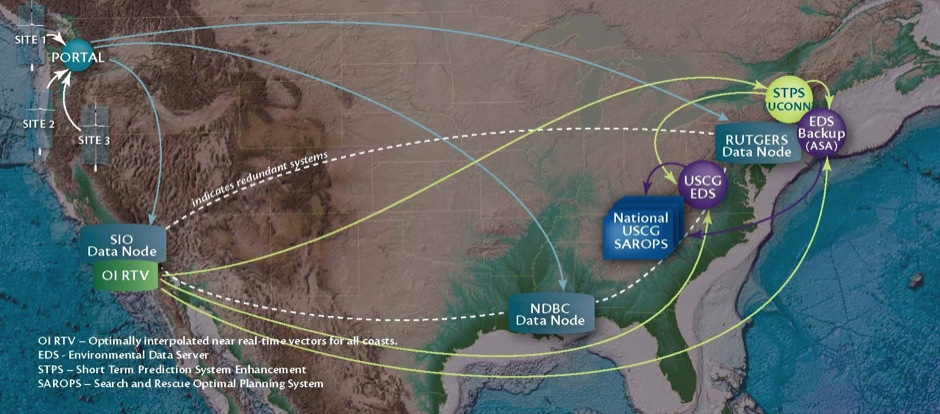 SITE 1
PORTAL
SITE 2
SITE 3
STPS
UCONN
EDS
Backup
(ASA)
RUTGERS
Data Node
indicates redundant systems
USCG
EDS
National
USCG
SAROPS
SIO
Data Node
OI RTV
NDBC
Data Node
OI RTV – Optimally interpolated near real-time vectors for all coasts.
EDS - Environmental Data Server
STPS – Short Term Prediction System Enhancement
SAROPS – Search and Rescue Optimal Planning System